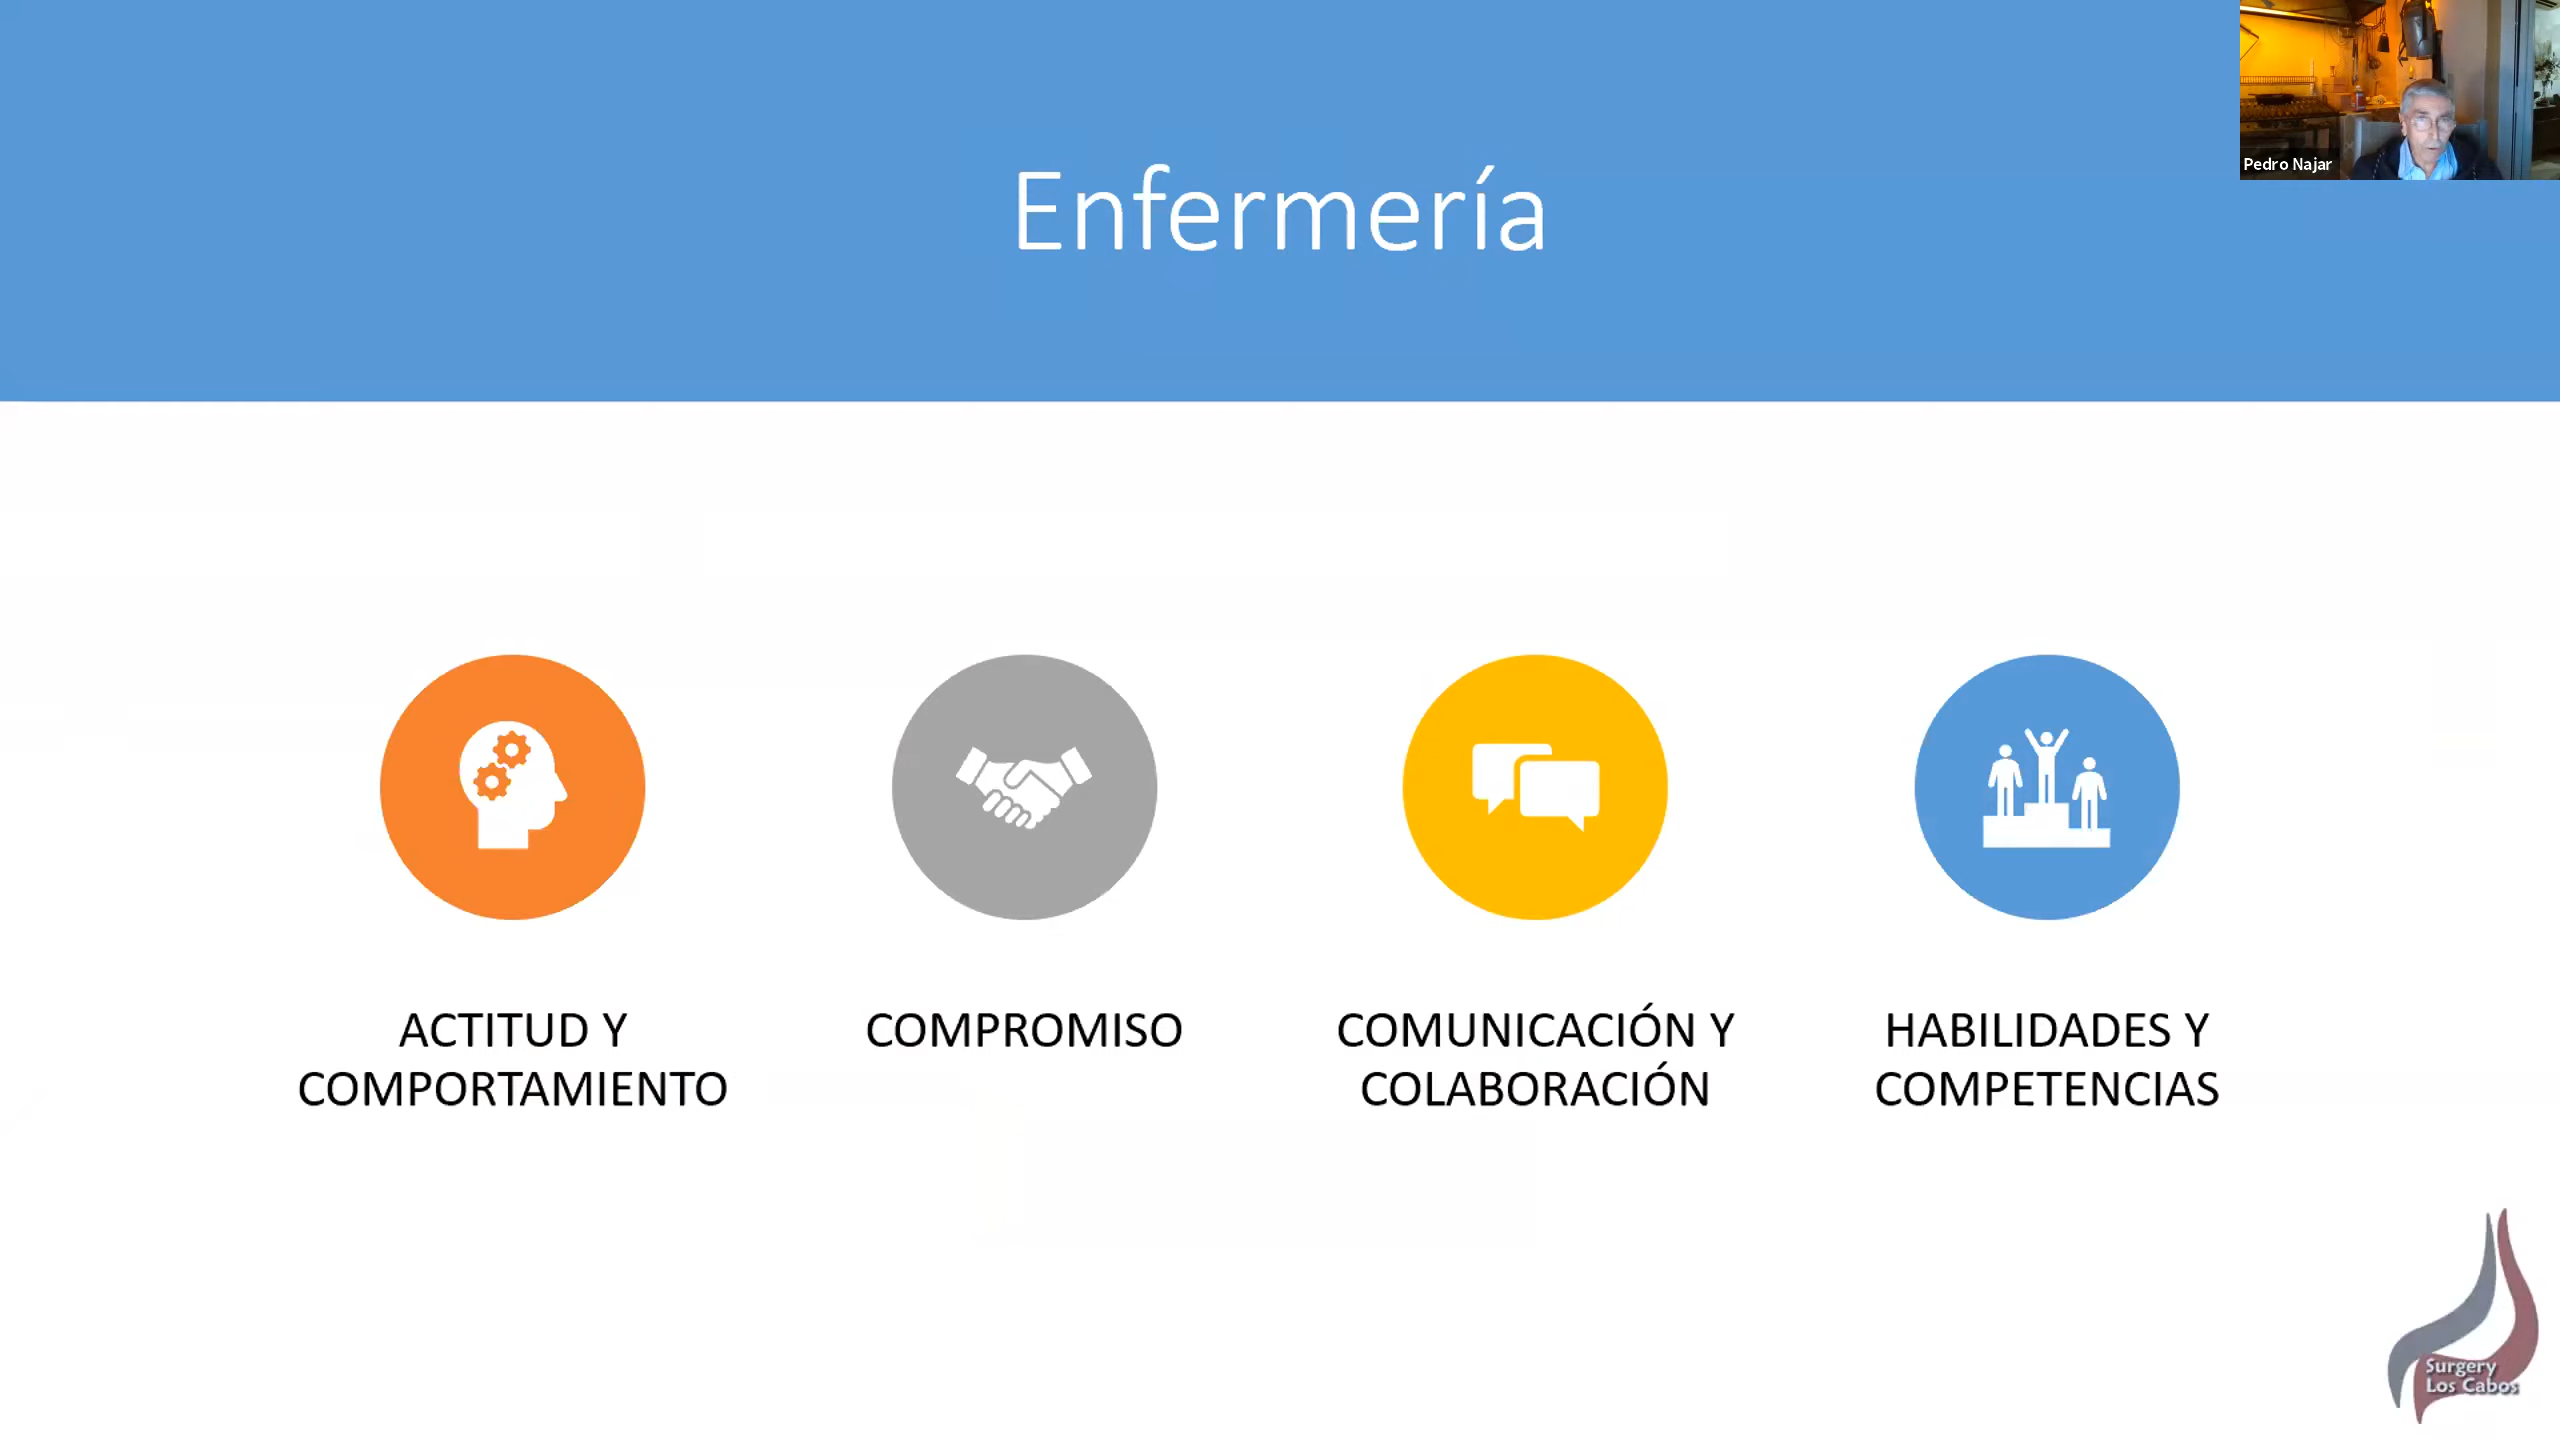 Pedro Najar
Enfermería
ACTITUD Y
COMPORTAMIENTO
COMPROMISO
COMUNICACIÓN Y
COLABORACIÓN
HABILIDADES Y
COMPETENCIAS
Surgery
Los Cabos